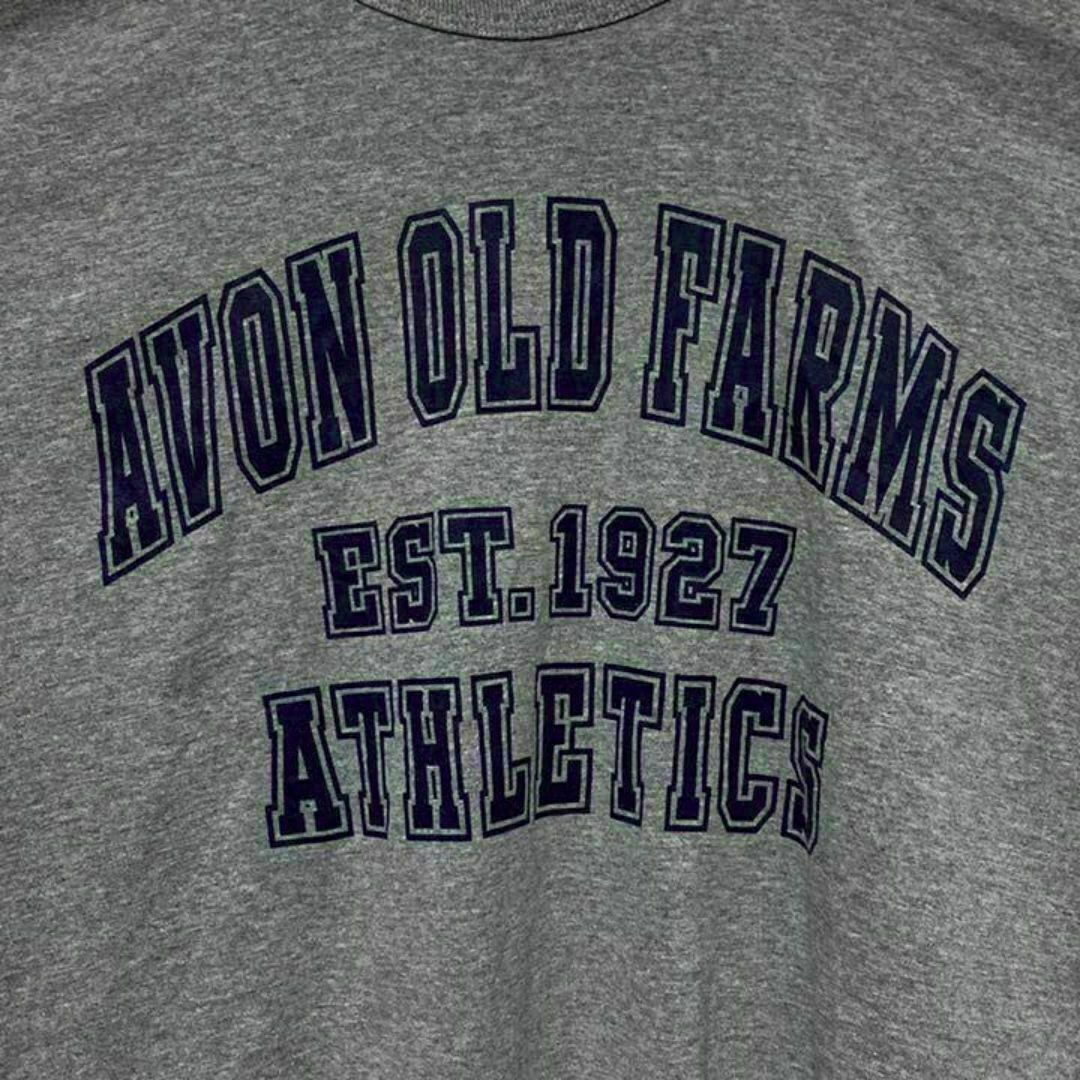 AVON OLD FARMS
EST.1927
ATHLETICS